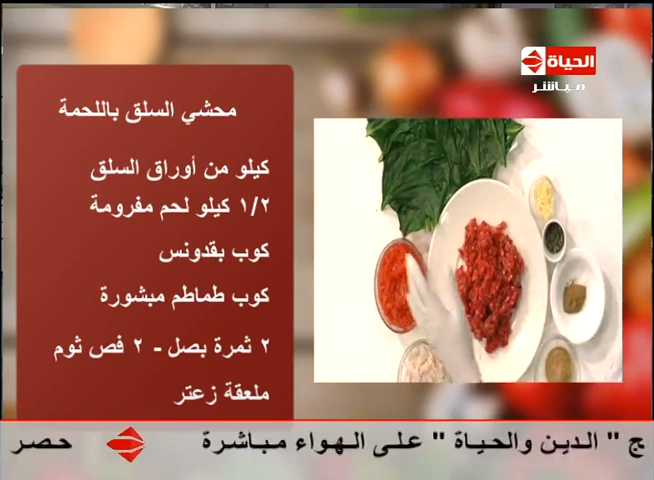 الحياة
مباشر
محشي السلق باللحمة
كيلو من أوراق السلق
١/٢ كيلو لحم مفرومة
كوب بقدونس
كوب طماطم مبشورة
٢ ثمرة بصل - ٢ فص ثوم
ملعقة زعتر
ج " الدين والحياة " على الهواء مباشرة حصر